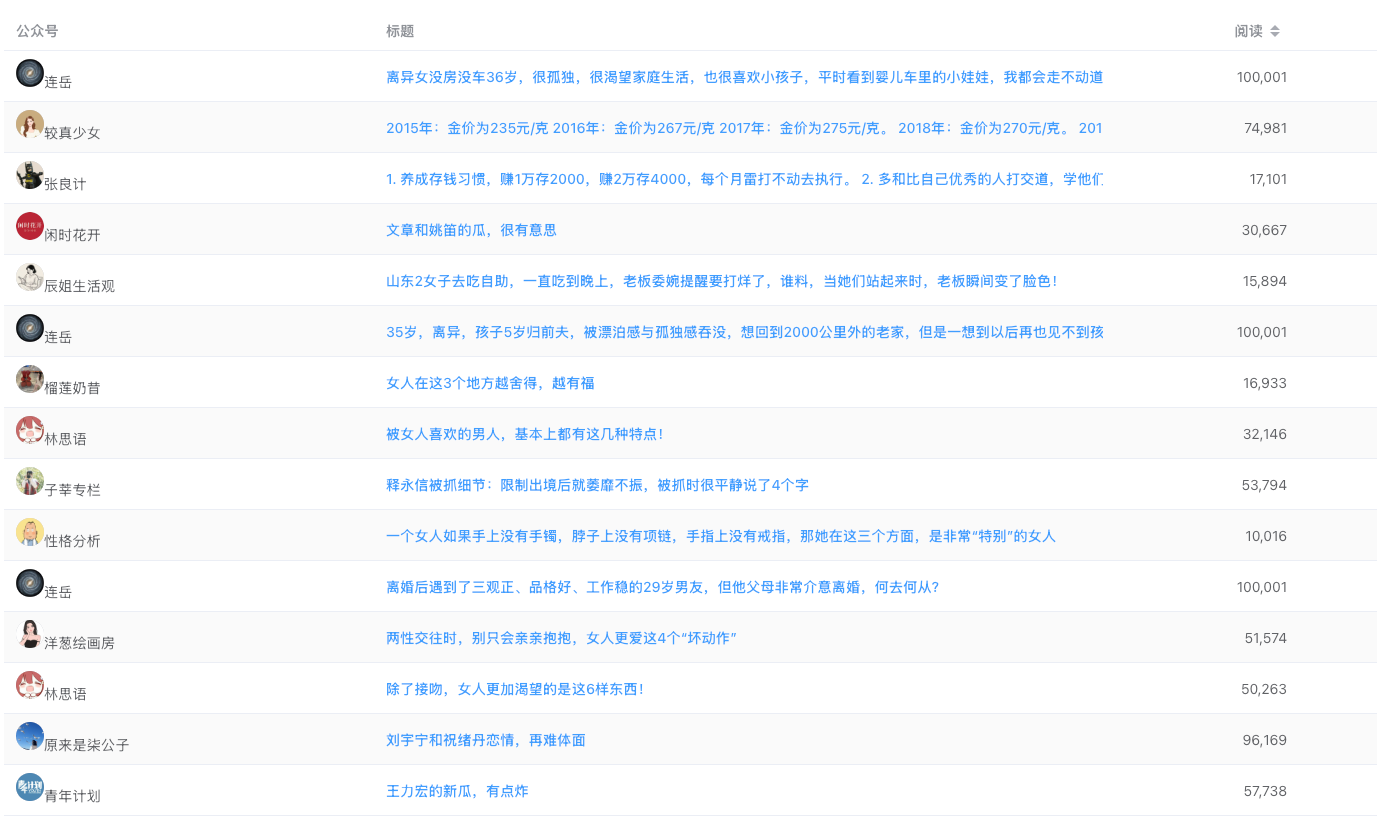 公众号 标题 阅读
连岳 离异女没房没车36岁，很孤独，很渴望家庭生活，也很喜欢小孩子，平时看到婴儿车里的小娃娃，我都会走不动道 100,001
较真少女 2015年：金价为235元/克 2016年：金价为267元/克 2017年：金价为275元/克。 2018年：金价为270元/克。 201 74,981
张良计 1. 养成存钱习惯，赚1万存2000，赚2万存4000，每个月雷打不动去执行。 2. 多和比自己优秀的人打交道，学他们 17,101
闲时花开 文章和姚笛的瓜，很有意思 30,667
辰姐生活观 山东2女子去吃自助，一直吃到晚上，老板委婉提醒要打烊了，谁料，当她们站起来时，老板瞬间变了脸色！ 15,894
连岳 35岁，离异，孩子5岁归前夫，被漂泊感与孤独感吞没，想回到2000公里外的老家，但是一想到以后再也见不到孩 100,001
榴莲奶昔 女人在这3个地方越舍得，越有福 16,933
林思语 被女人喜欢的男人，基本上都有这几种特点！ 32,146
子莘专栏 释永信被抓细节：限制出境后就萎靡不振，被抓时很平静说了4个字 53,794
性格分析 一个女人如果手上没有手镯，脖子上没有项链，手指上没有戒指，那她在这三个方面，是非常“特别”的女人 10,016
连岳 离婚后遇到了三观正、品格好、工作稳的29岁男友，但他父母非常介意离婚，何去何从? 100,001
洋葱绘画房 两性交往时，别只会亲亲抱抱，女人更爱这4个“坏动作” 51,574
林思语 除了接吻，女人更加渴望的是这6样东西！ 50,263
原来是柒公子 刘宇宁和祝绪丹恋情，再难体面 96,169
青年计划 王力宏的新瓜，有点炸 57,738